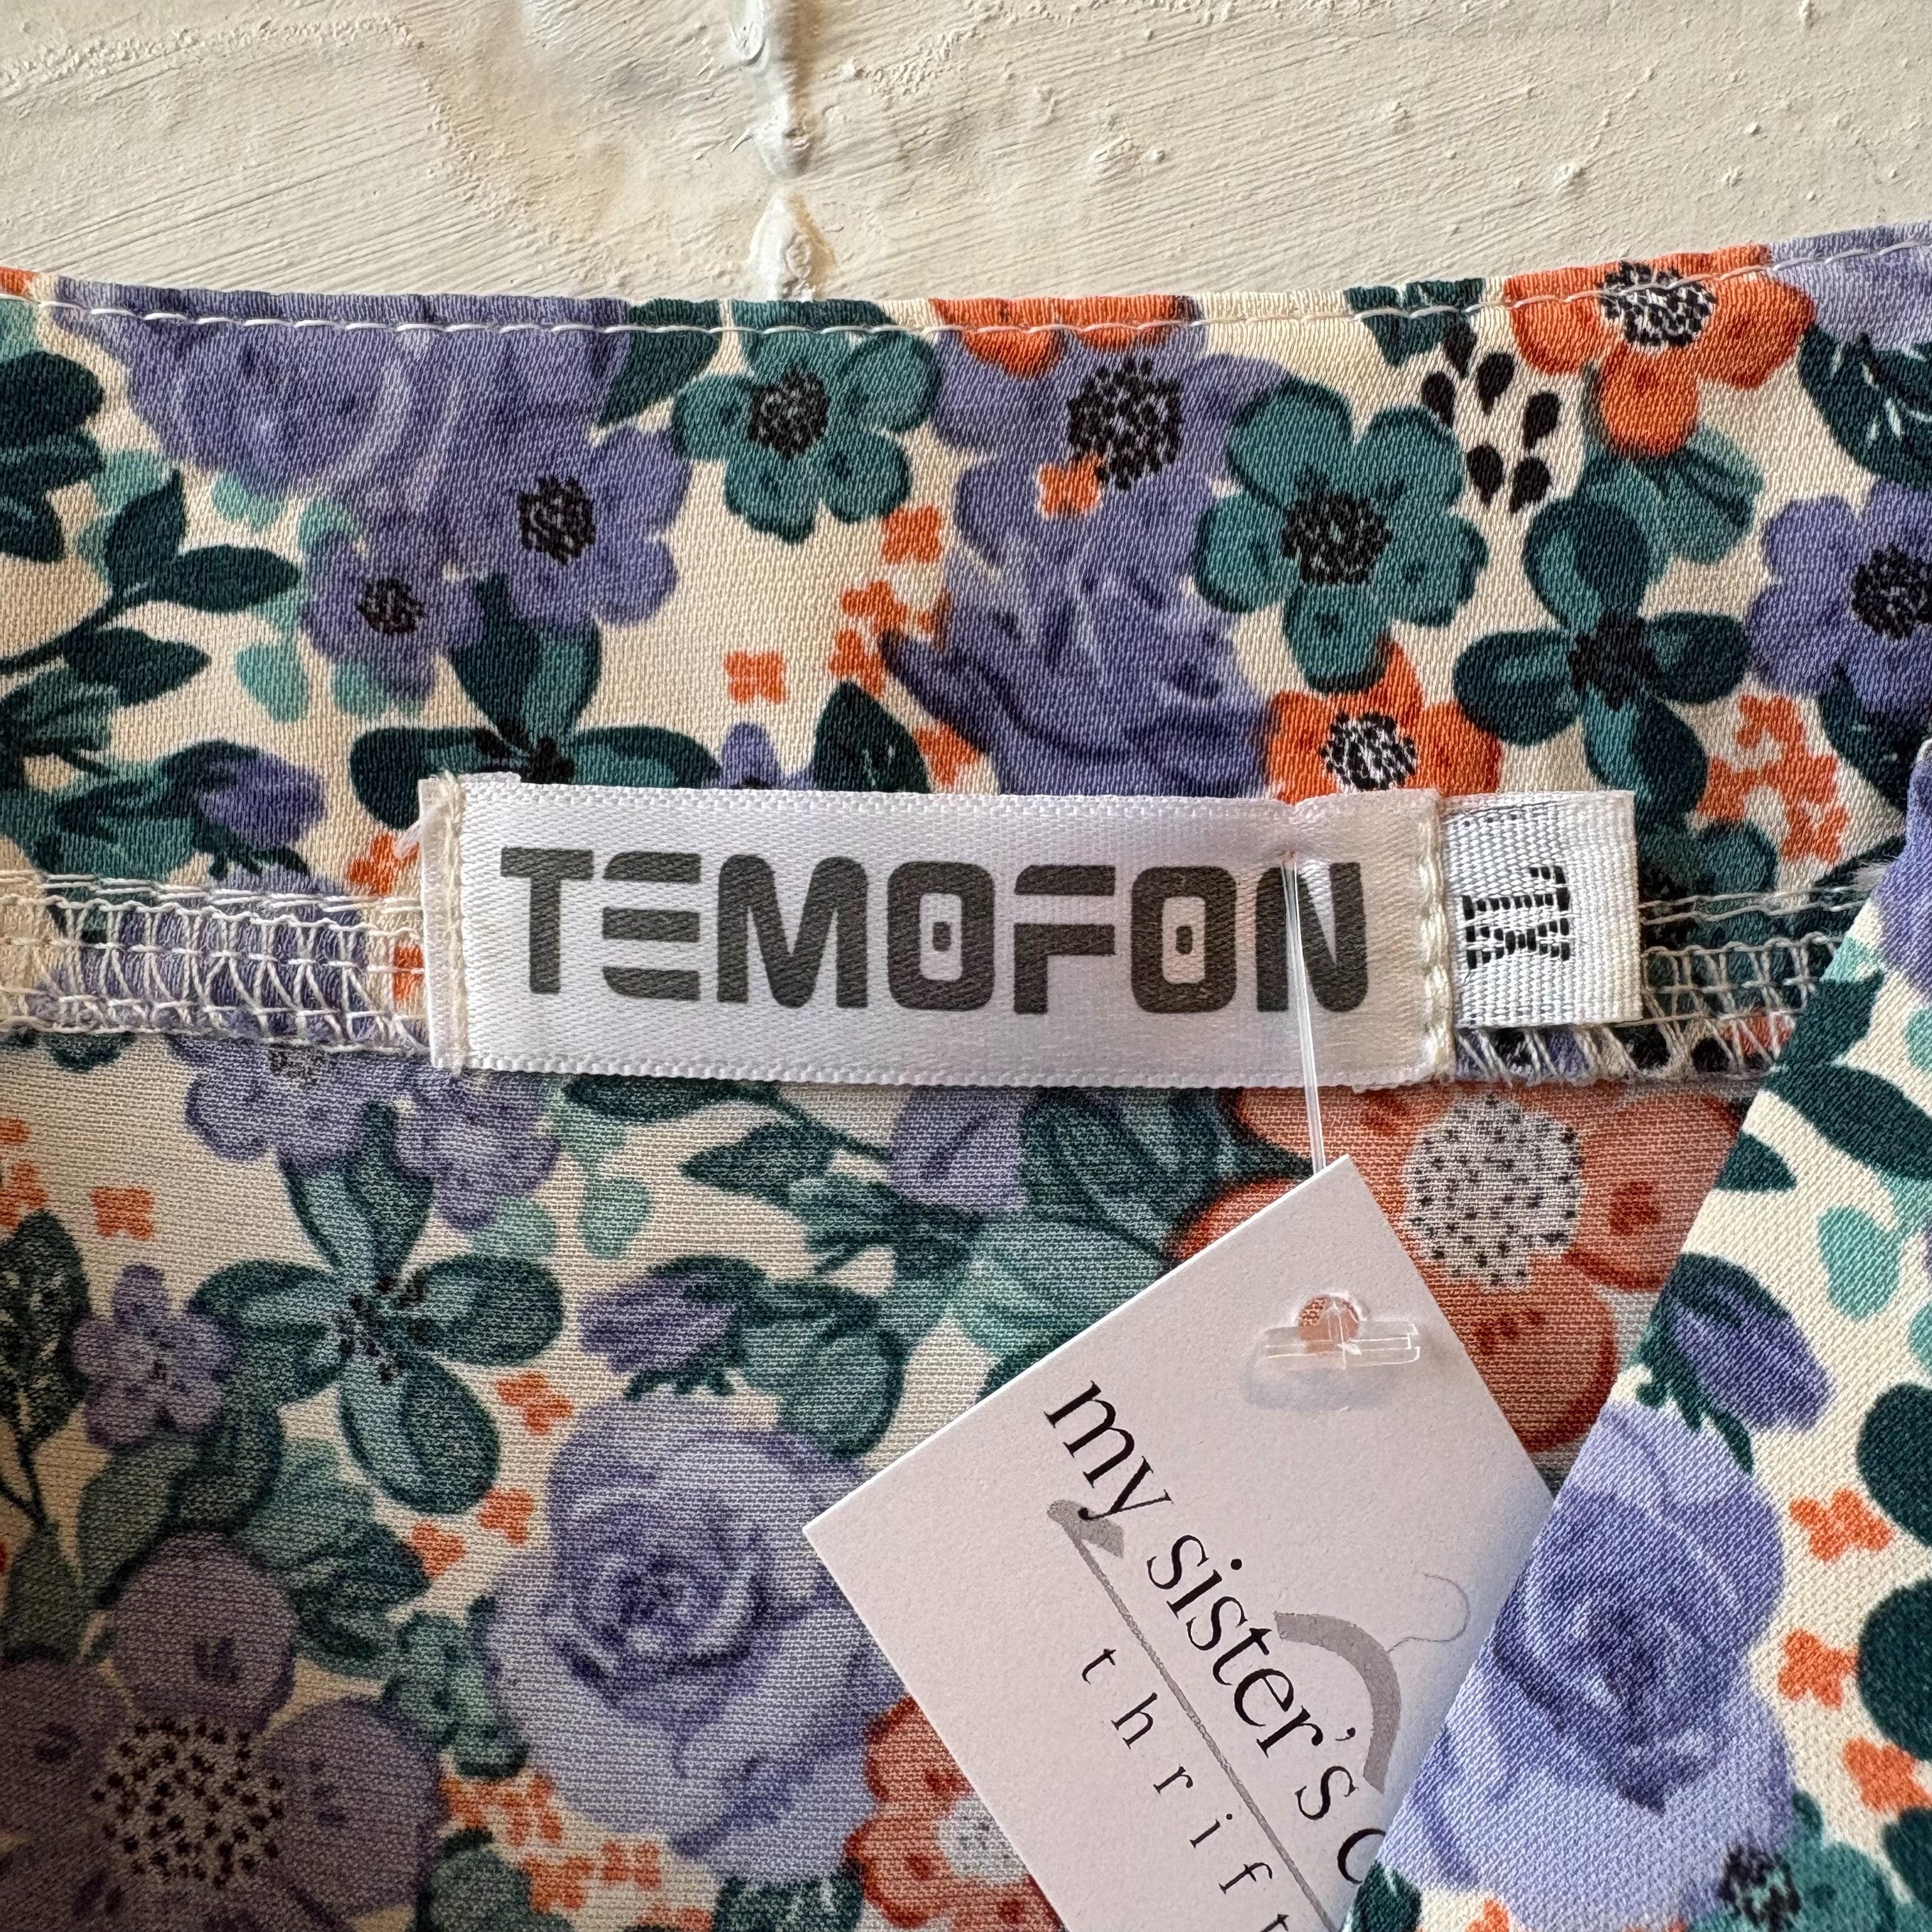 TEMOFON
XL
my sister's
thrift